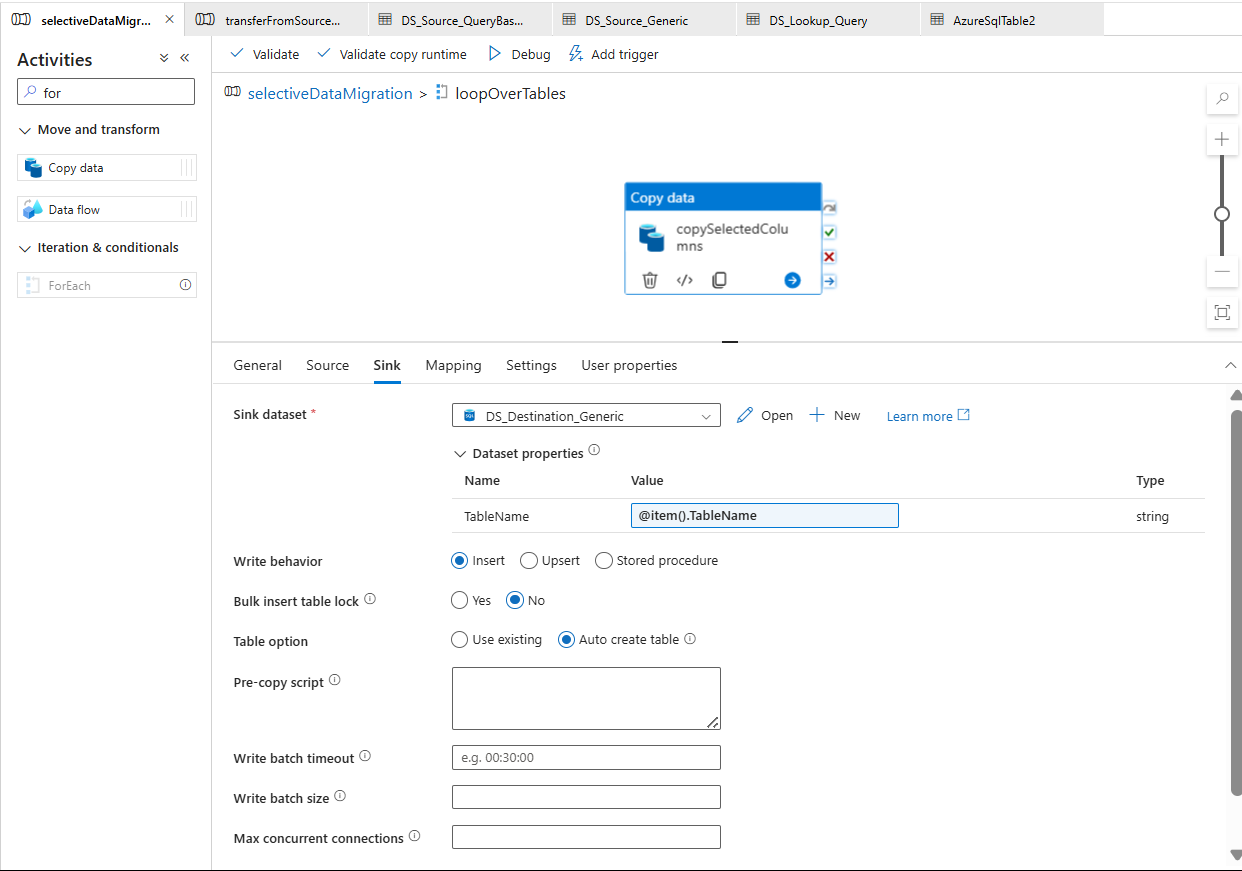 selectiveDataMigr...
transferFromSource...
DS_Source_QueryBas...
DS_Source_Generic
DS_Lookup_Query
AzureSqlTable2
Activities
for
Move and transform
Copy data
Data flow
Iteration & conditionals
ForEach
Validate
Validate copy runtime
Debug
Add trigger
selectiveDataMigration > loopOverTables
Copy data
copySelectedColu
mns
General
Source
Sink
Mapping
Settings
User properties
Sink dataset *
DS_Destination_Generic
Open
New
Learn more
Dataset properties
Name Value Type
TableName @item().TableName string
Write behavior
Insert Upsert Stored procedure
Bulk insert table lock
Yes No
Table option
Use existing Auto create table
Pre-copy script
Write batch timeout
e.g. 00:30:00
Write batch size
Max concurrent connections